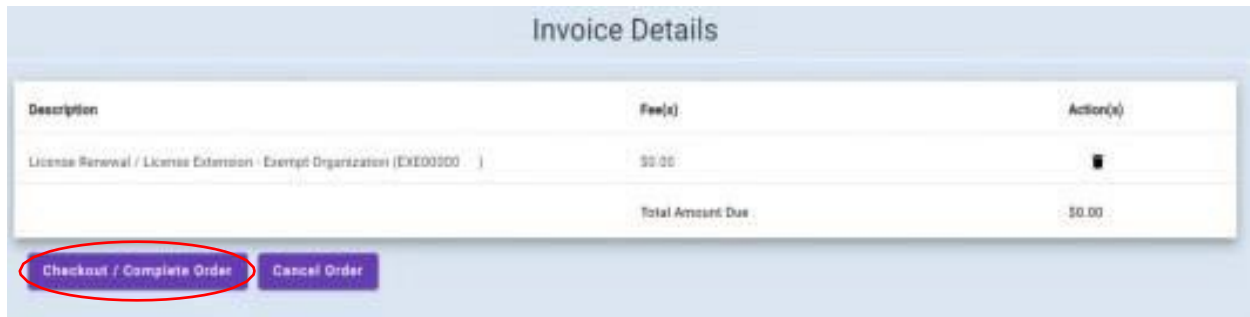 Invoice Details
Description Fee(s) Action(s)
License Renewal / License Extension - Exempt Organization (EXE00000 ) $0.00
Total Amount Due $0.00
Checkout / Complete Order Cancel Order